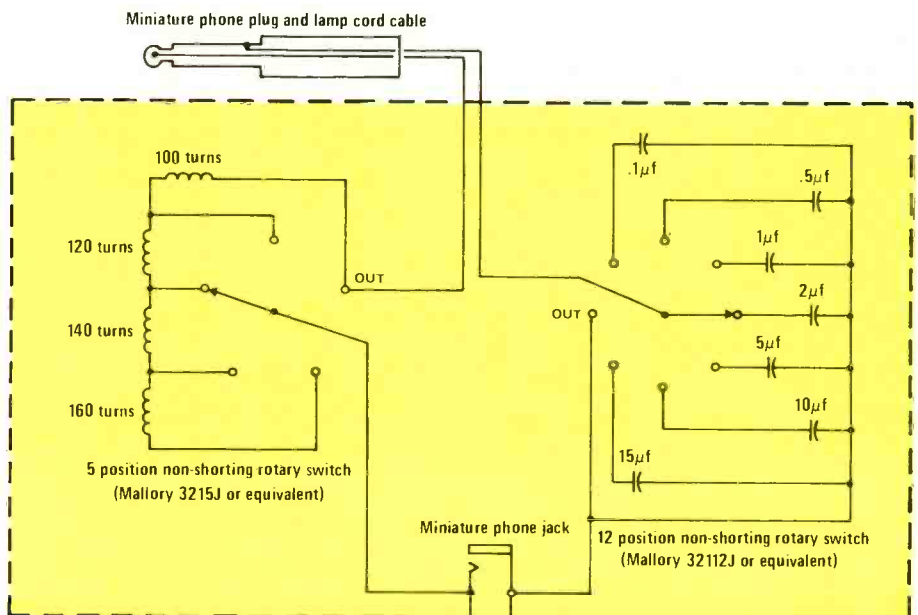 Miniature phone plug and lamp cord cable
100 turns
120 turns
140 turns
160 turns
OUT
5 position non-shorting rotary switch
(Mallory 3215J or equivalent)
.1µf
.5µf
1µf
2µf
OUT
5µf
10µf
15µf
Miniature phone jack
12 position non-shorting rotary switch
(Mallory 32112J or equivalent)